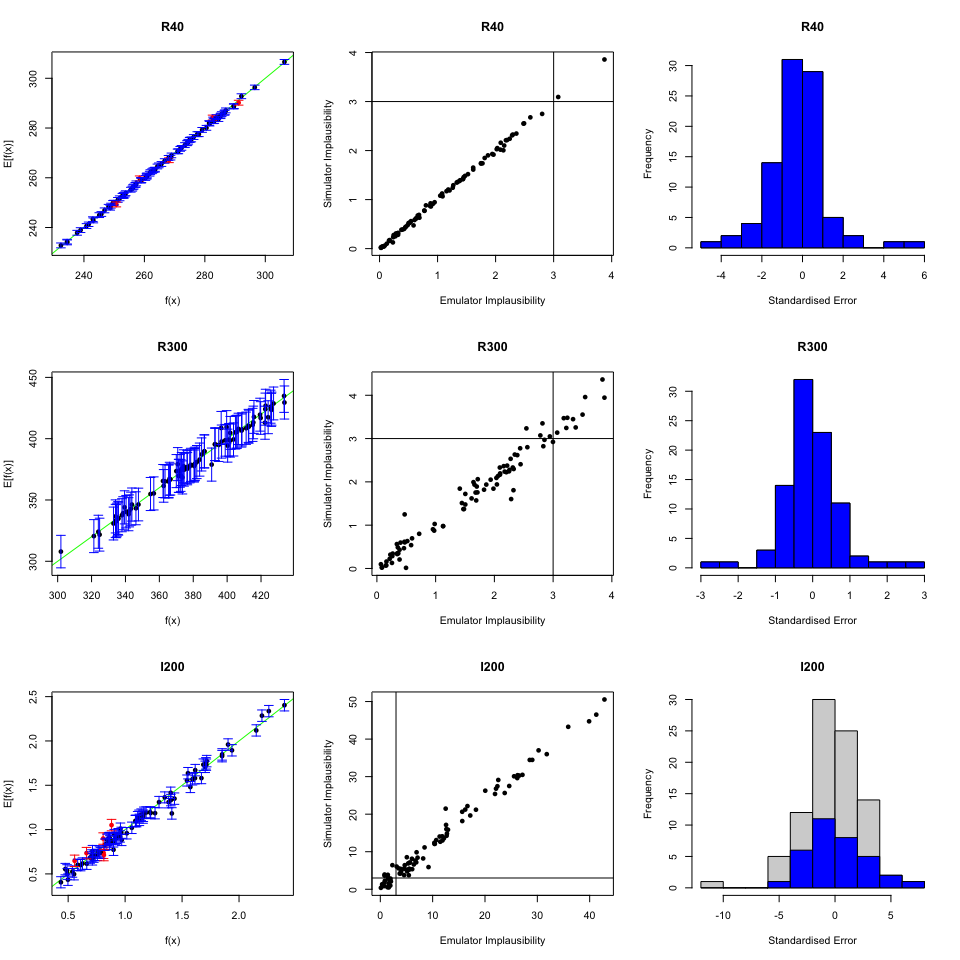 R40
E[f(x)]
240 260 280 300
240 260 280 300
f(x)
R40
Simulator Implausibility
0 1 2 3 4
0 1 2 3 4
Emulator Implausibility
R40
Frequency
0 5 10 20 30
-4 -2 0 2 4 6
Standardised Error
R300
E[f(x)]
300 350 400 450
300 320 340 360 380 400 420
f(x)
R300
Simulator Implausibility
0 1 2 3 4
0 1 2 3 4
Emulator Implausibility
R300
Frequency
0 5 10 20 30
-3 -2 -1 0 1 2 3
Standardised Error
I200
E[f(x)]
0.5 1.0 1.5 2.0 2.5
0.5 1.0 1.5 2.0
f(x)
I200
Simulator Implausibility
0 10 20 30 40 50
0 10 20 30 40
Emulator Implausibility
I200
Frequency
0 5 10 15 20 25 30
-10 -5 0 5
Standardised Error